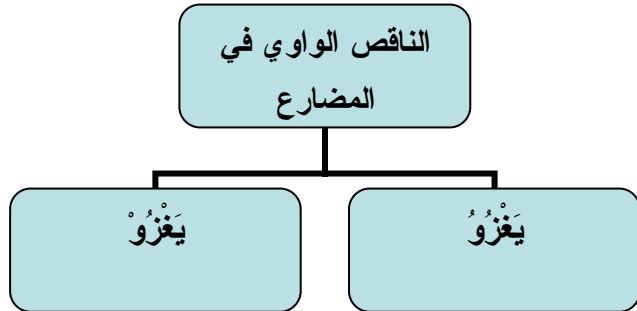 الناقص الواوي في
المضارع
يَغْزُوُ
يَغْزُوْ